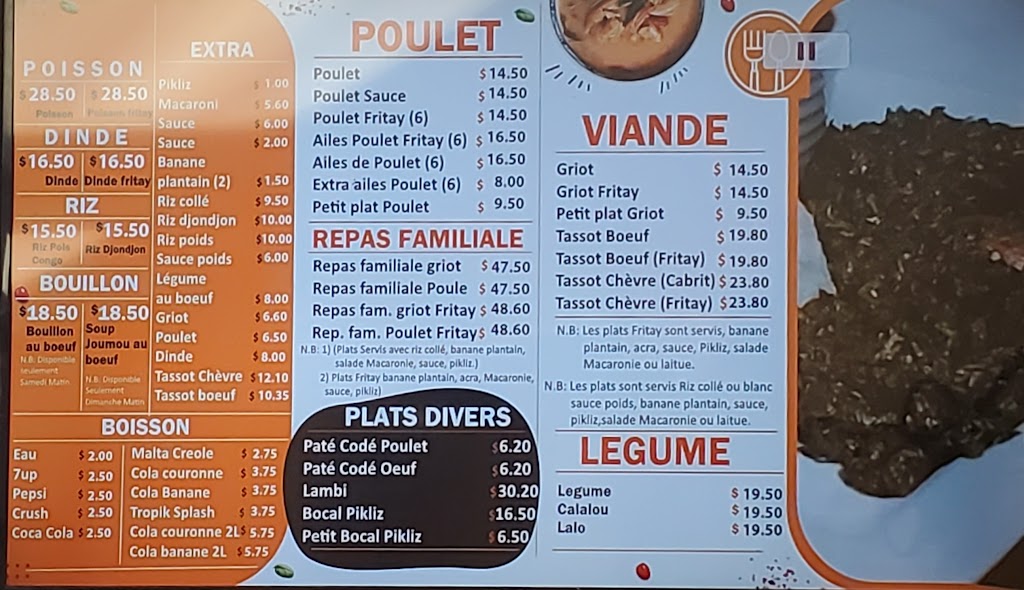 POISSON
$28.50 $28.50
Poisson Poisson fritay
DINDE
$16.50 $16.50
Dinde Dinde fritay
RIZ
$15.50 $15.50
Riz Pois Congo Riz Djondjon
BOUILLON
$18.50 $18.50
Bouillon au boeuf
N.B: Disponible
seulement
Samedi Matin
Soup
Joumou au
boeuf
N.B: Disponible
Seulement
Dimanche Matin
EXTRA
Pikliz $ 1.00
Macaroni $ 5.60
Sauce $ 6.00
Sauce $ 2.00
Banane
plantain (2) $1.50
Riz collé $ 9.50
Riz djondjon $10.00
Riz poids $10.00
Sauce poids $6.00
Légume
au boeuf $ 8.00
Griot $ 6.60
Poulet $ 6.50
Dinde $ 8.00
Tassot Chèvre $12.10
Tassot boeuf $ 10.35
BOISSON
Eau $ 2.00
7up $ 2.50
Pepsi $ 2.50
Crush $ 2.50
Coca Cola $ 2.50
Malta Creole $ 2.75
Cola couronne $ 3.75
Cola Banane $ 3.75
Tropik Splash $ 3.75
Cola couronne 2L $ 5.75
Cola banane 2L $ 5.75
POULET
Poulet $ 14.50
Poulet Sauce $ 14.50
Poulet Fritay (6) $ 14.50
Ailes Poulet Fritay (6) $ 16.50
Ailes de Poulet (6) $ 16.50
Extra ailes Poulet (6) $ 8.00
Petit plat Poulet $ 9.50
REPAS FAMILIALE
Repas familiale griot $ 47.50
Repas familiale Poule $ 47.50
Repas fam. griot Fritay $ 48.60
Rep. fam. Poulet Fritay $ 48.60
N.B: 1) (Plats Servis avec riz collé, banane plantain,
salade Macaronie, sauce, pikliz.)
2) Plats Fritay banane plantain, acra, Macaronie,
sauce, pikliz)
PLATS DIVERS
Paté Codé Poulet $6.20
Paté Codé Oeuf $6.20
Lambi $30.20
Bocal Pikliz $16.50
Petit Bocal Pikliz $6.50
VIANDE
Griot $ 14.50
Griot Fritay $ 14.50
Petit plat Griot $ 9.50
Tassot Boeuf $ 19.80
Tassot Boeuf (Fritay) $ 19.80
Tassot Chèvre (Cabrit) $ 23.80
Tassot Chèvre (Fritay) $ 23.80
N.B: Les plats Fritay sont servis, banane
plantain, acra, sauce, Pikliz, salade
Macaronie ou laitue.
N.B: Les plats sont servis Riz collé ou blanc
sauce poids, banane plantain, sauce,
pikliz,salade Macaronie ou laitue.
LEGUME
Legume $ 19.50
Calalou $ 19.50
Lalo $ 19.50